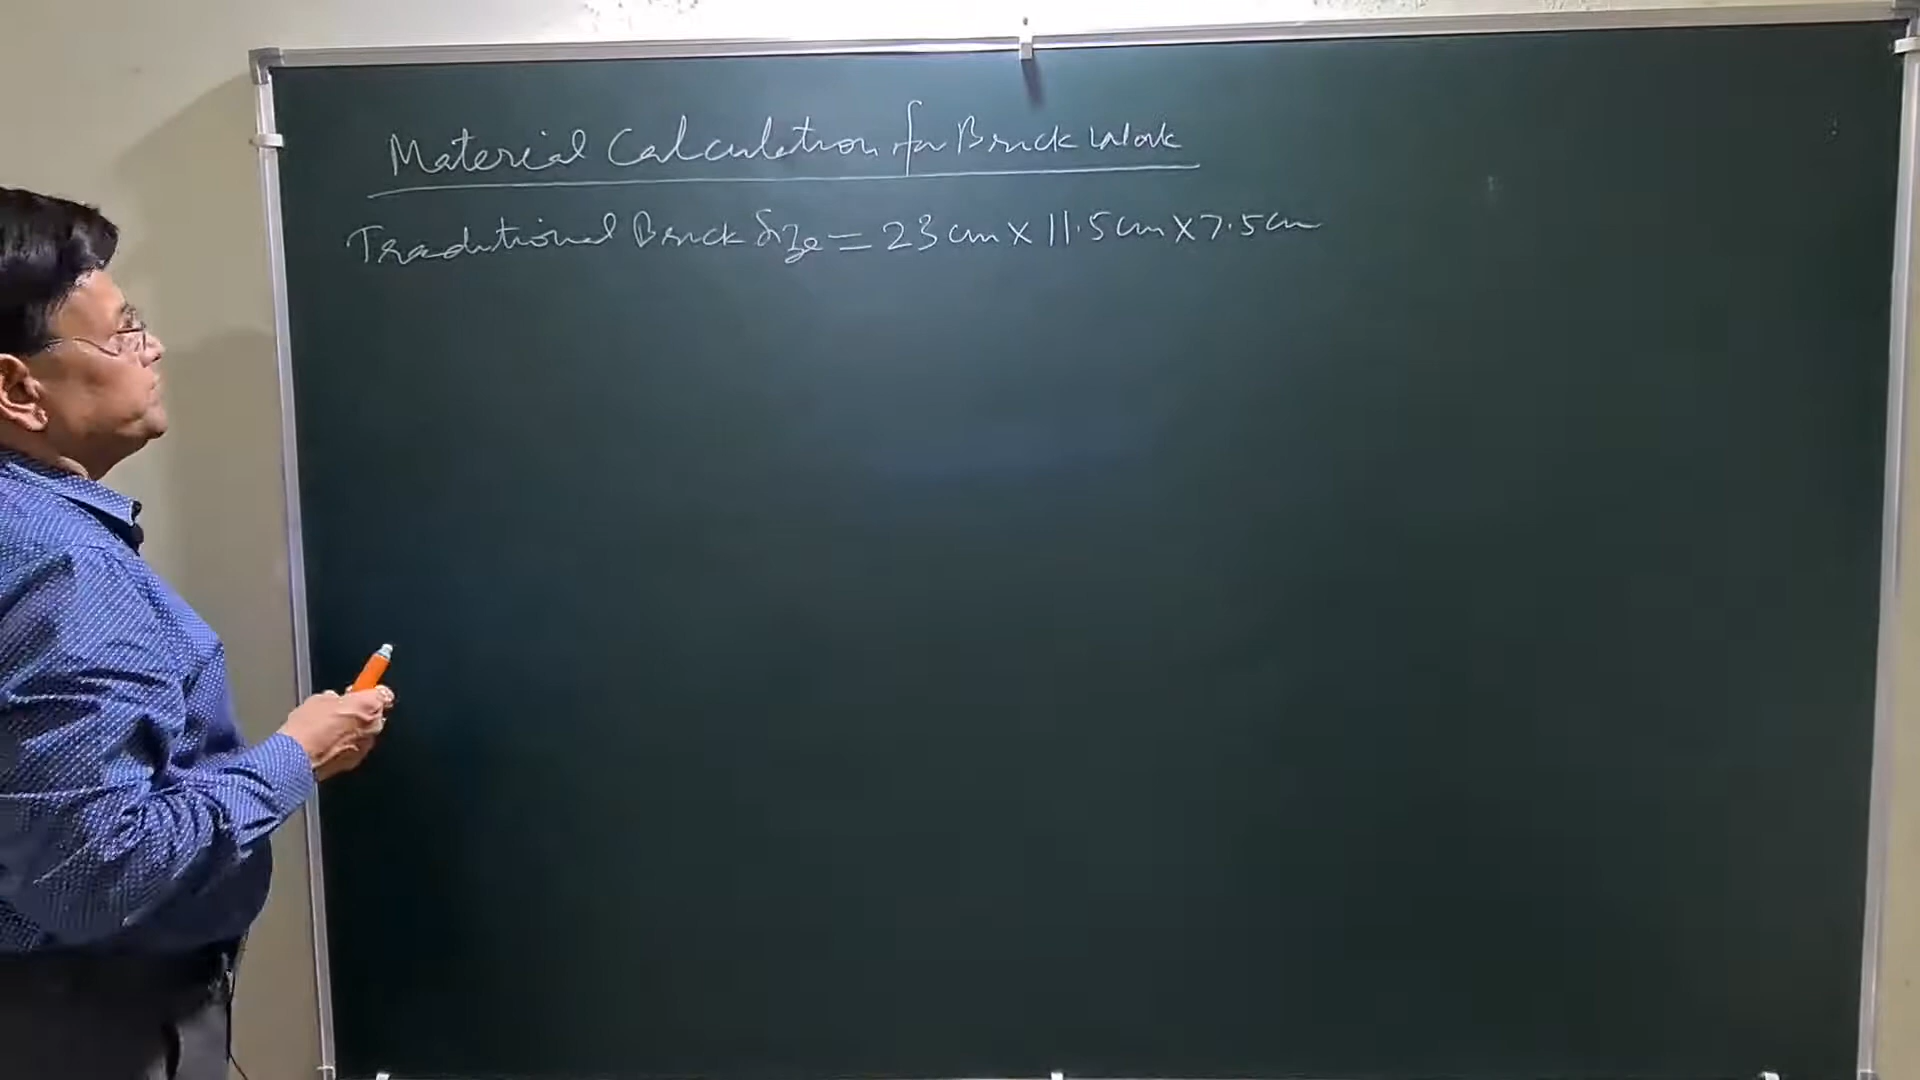 Material Calculation for Brick Work
Traditional Brick Size = 23 cm x 11.5 cm x 7.5 cm